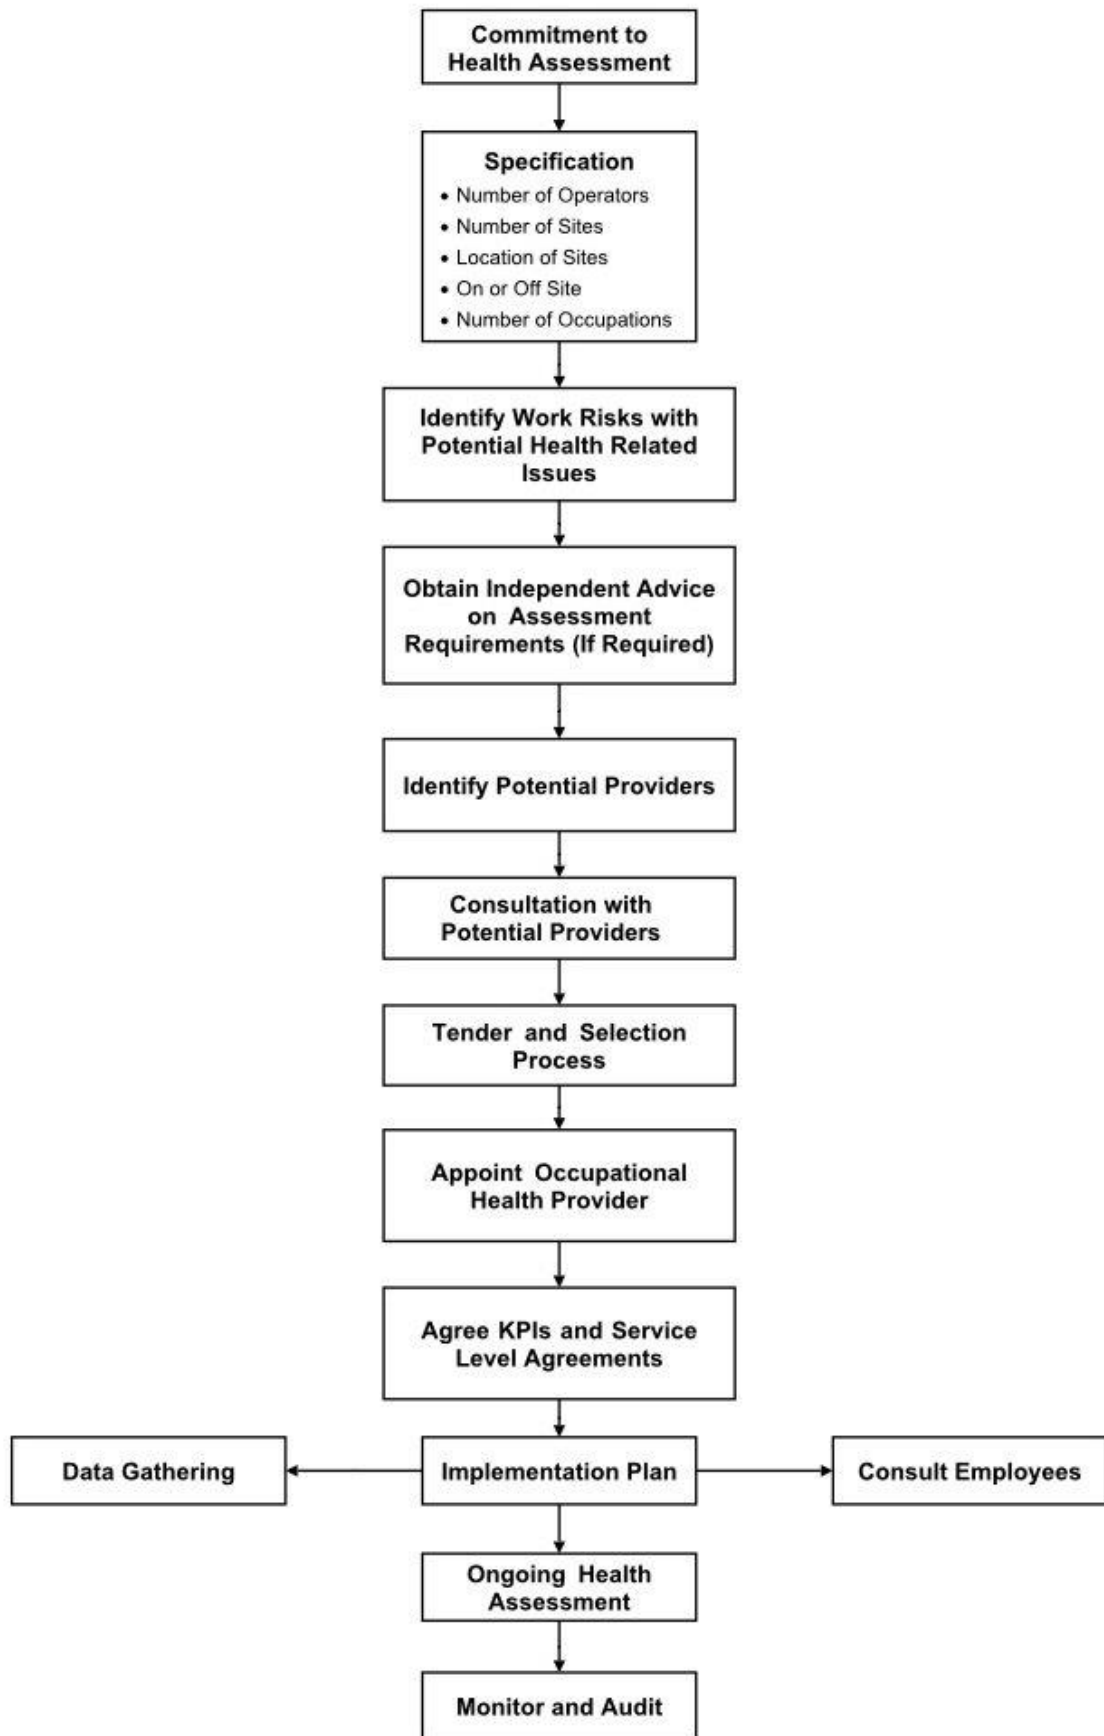 Commitment to
Health Assessment
Specification
• Number of Operators
• Number of Sites
• Location of Sites
• On or Off Site
• Number of Occupations
Identify Work Risks with
Potential Health Related
Issues
Obtain Independent Advice
on Assessment
Requirements (If Required)
Identify Potential Providers
Consultation with
Potential Providers
Tender and Selection
Process
Appoint Occupational
Health Provider
Agree KPIs and Service
Level Agreements
Data Gathering
Implementation Plan
Consult Employees
Ongoing Health
Assessment
Monitor and Audit